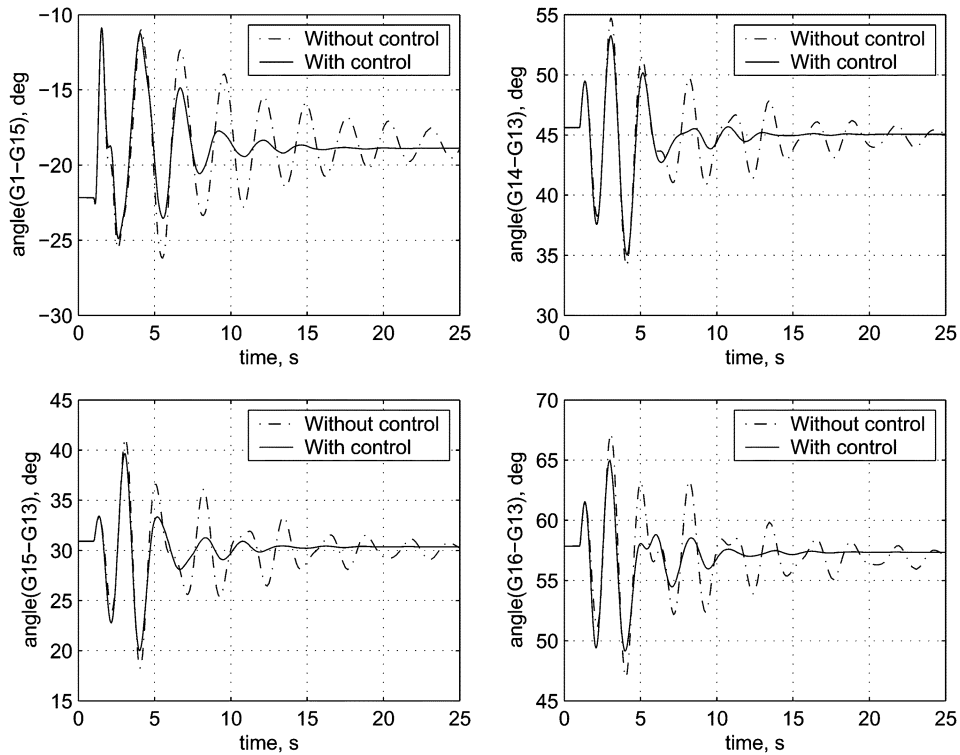 −10
−15
−20
−25
−30
0 5 10 15 20 25
time, s
angle(G1−G15), deg
Without control
With control
55
50
45
40
35
30
0 5 10 15 20 25
time, s
angle(G14−G13), deg
Without control
With control
45
40
35
30
25
20
15
0 5 10 15 20 25
time, s
angle(G15−G13), deg
Without control
With control
70
65
60
55
50
45
0 5 10 15 20 25
time, s
angle(G16−G13), deg
Without control
With control